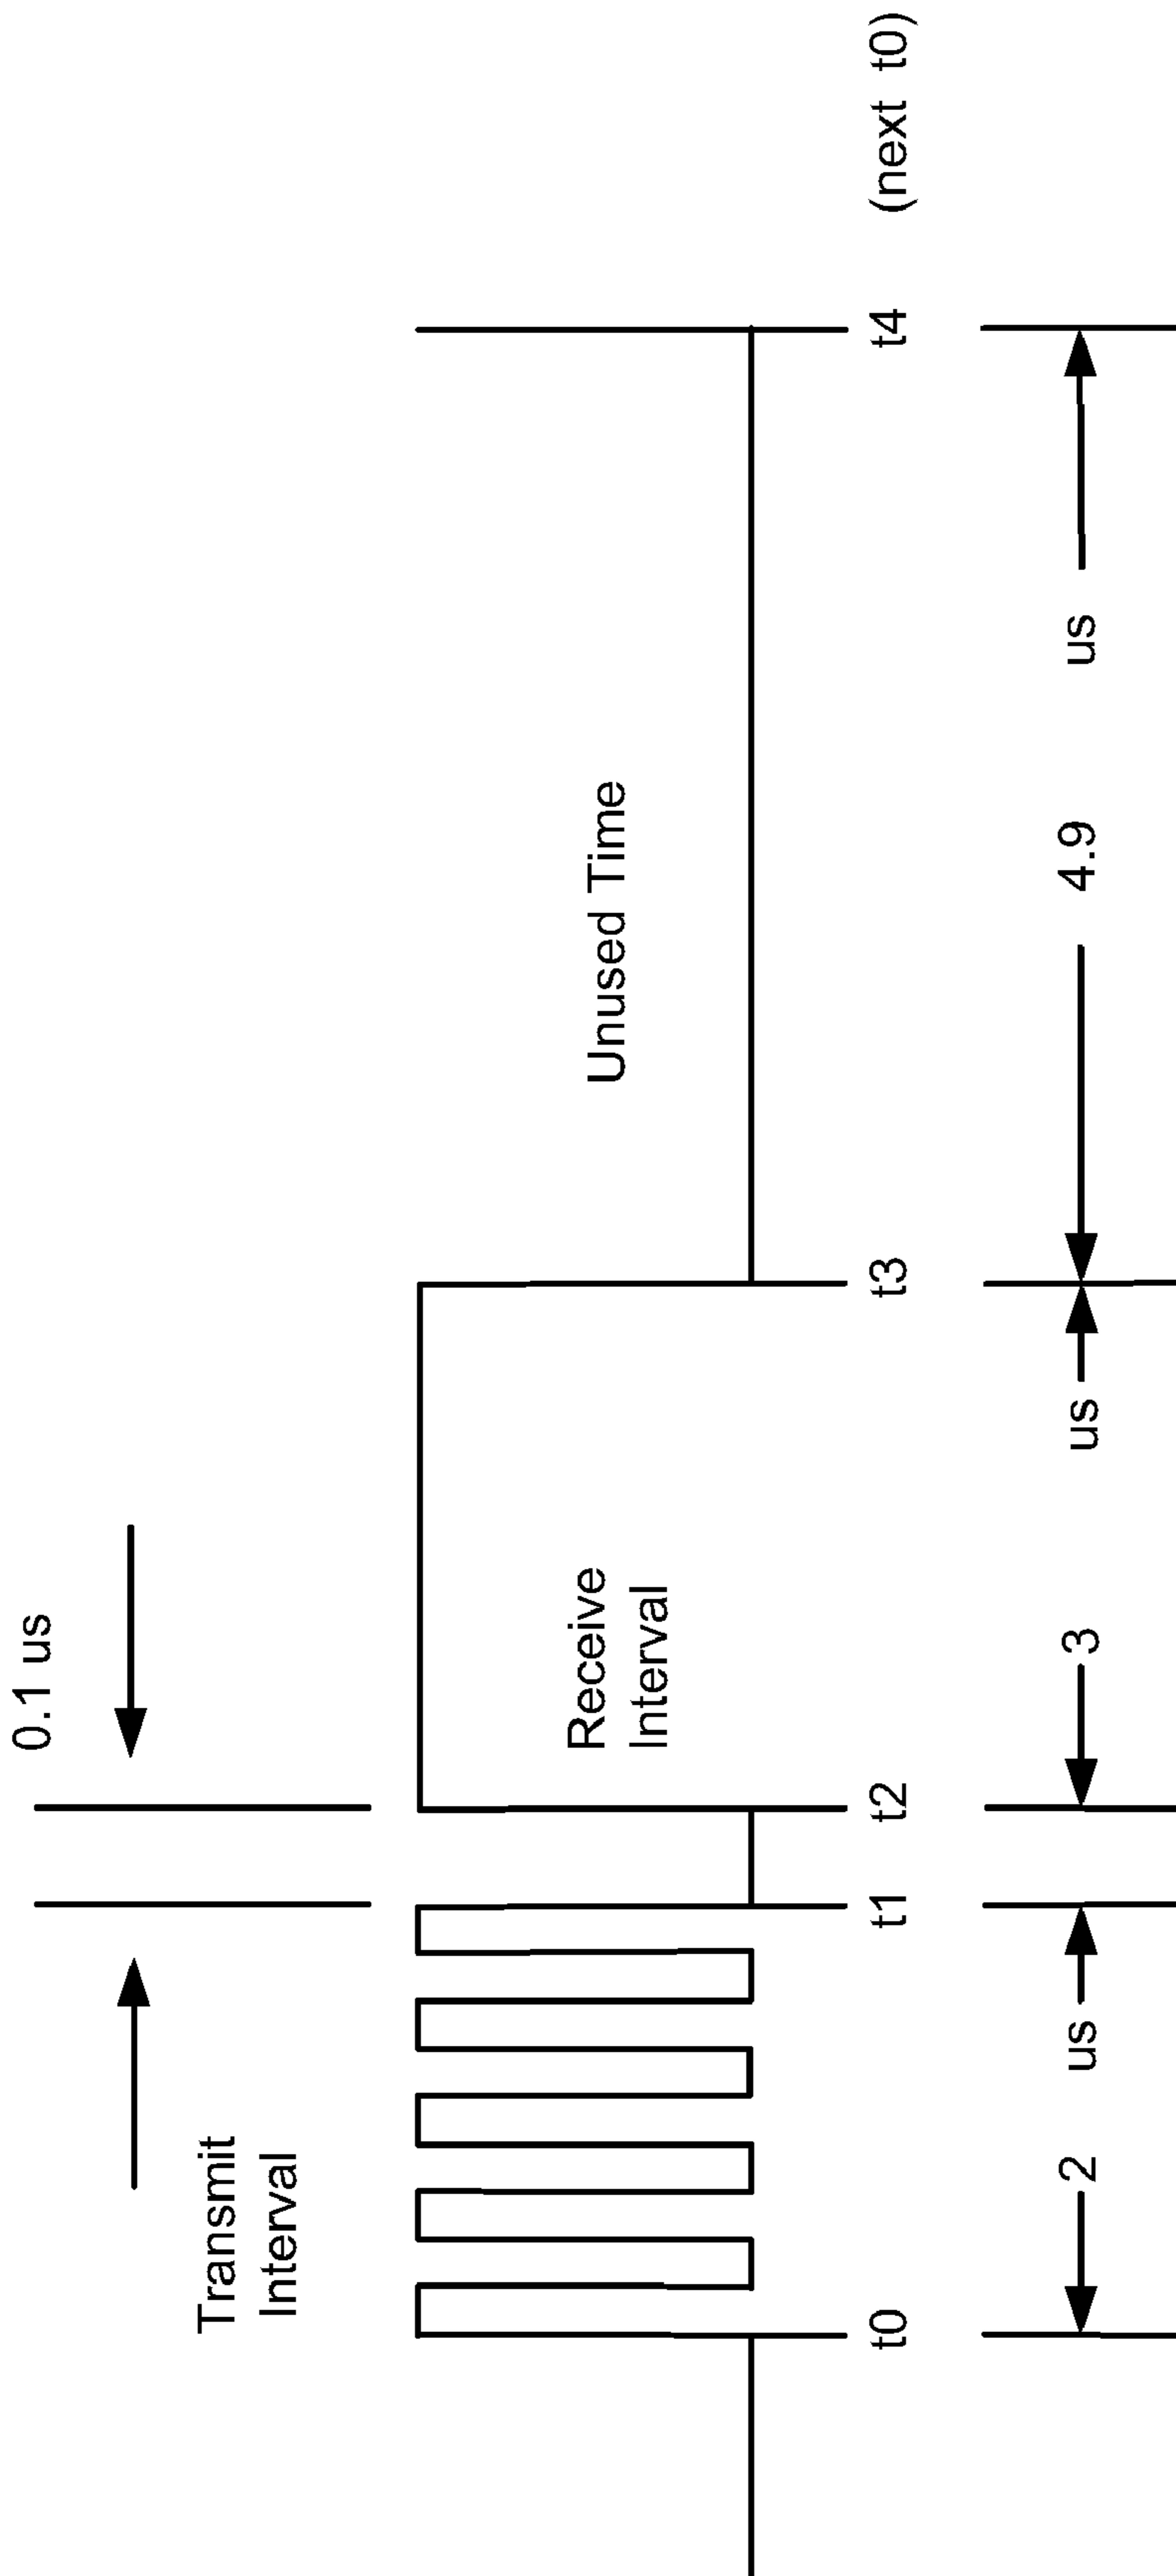 0.1 us
Transmit
Interval
Receive
Interval
Unused Time
t0 t1 t2 t3 t4 (next t0)
2 us 3 us 4.9 us